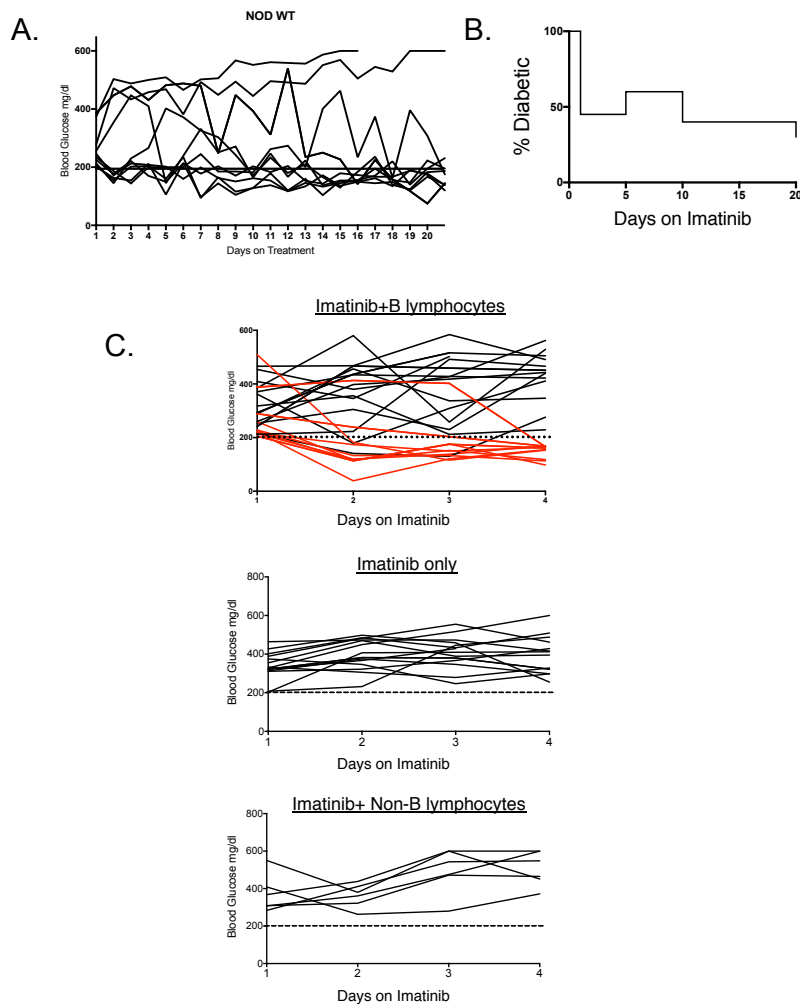 A.
NOD WT
Blood Glucose mg/dl
600
400
200
0
1 2 3 4 5 6 7 8 9 10 11 12 13 14 15 16 17 18 19 20
Days on Treatment
B.
% Diabetic
100
50
0
0 5 10 15 20
Days on Imatinib
C.
Imatinib+B lymphocytes
Blood Glucose mg/dl
600
400
200
0
1 2 3 4
Days on Imatinib
Imatinib only
Blood Glucose mg/dl
800
600
400
200
0
1 2 3 4
Days on Imatinib
Imatinib+ Non-B lymphocytes
Blood Glucose mg/dl
800
600
400
200
0
1 2 3 4
Days on Imatinib